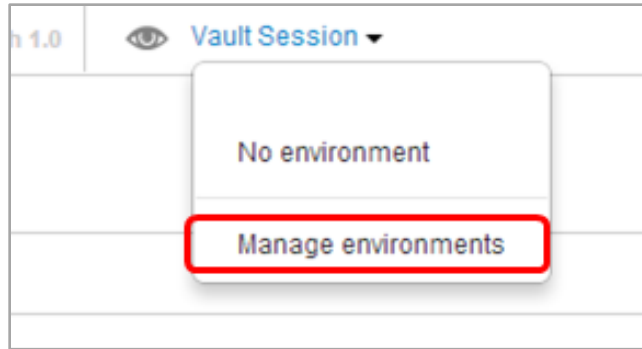 h 1.0
Vault Session
No environment
Manage environments